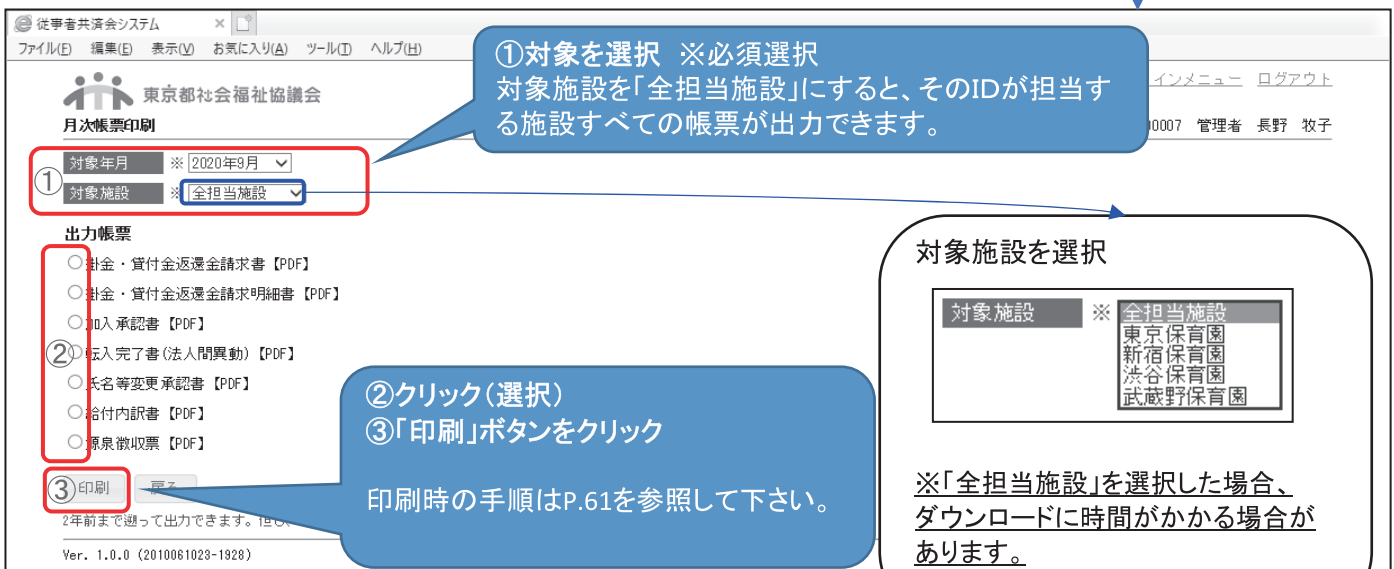 従事者共済会システム
ファイル(F) 編集(E) 表示(V) お気に入り(A) ツール(T) ヘルプ(H)
東京都社会福祉協議会
インメニュー ログアウト
月次帳票印刷
0007 管理者 長野 牧子
①対象を選択 ※必須選択
対象施設を「全担当施設」にすると、そのIDが担当す
る施設すべての帳票が出力できます。
①
対象年月 ※ 2020年9月
対象施設 ※ 全担当施設
出力帳票
掛金・貸付金返還金請求書【PDF】
掛金・貸付金返還金請求明細書【PDF】
加入承認書【PDF】
② 転入完了書(法人間異動)【PDF】
氏名等変更承認書【PDF】
給付内訳書【PDF】
源泉徴収票【PDF】
③ 印刷 戻る
2年前まで遡って出力できます。但し、
Ver. 1.0.0 (2010061023-1928)
②クリック(選択)
③「印刷」ボタンをクリック
印刷時の手順はP.61を参照して下さい。
対象施設を選択
対象施設 ※ 全担当施設
東京保育園
新宿保育園
渋谷保育園
武蔵野保育園
※「全担当施設」を選択した場合、
ダウンロードに時間がかかる場合が
あります。